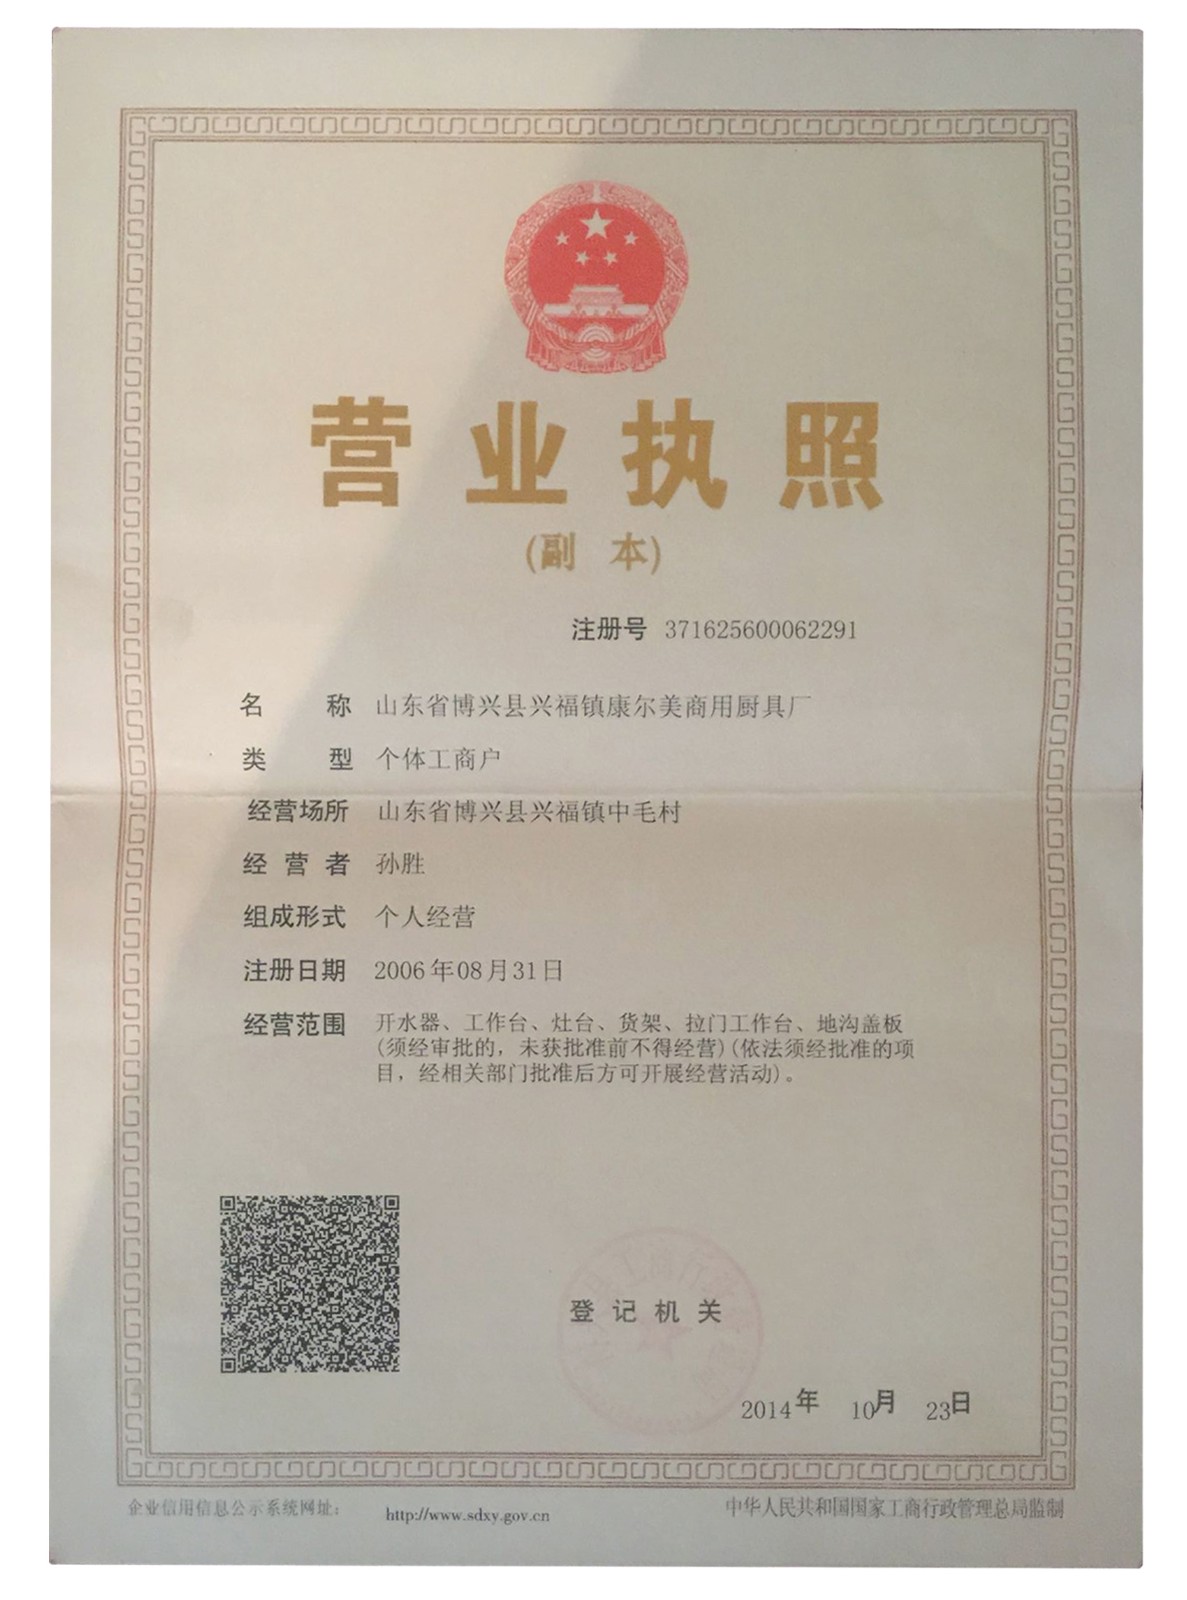 营业执照
(副 本)
注册号 371625600062291
名 称 山东省博兴县兴福镇康尔美商用厨具厂
类 型 个体工商户
经营场所 山东省博兴县兴福镇中毛村
经营者 孙胜
组成形式 个人经营
注册日期 2006年08月31日
经营范围 开水器、工作台、灶台、货架、拉门工作台、地沟盖板
(须经审批的，未获批准前不得经营)(依法须经批准的项
目，经相关部门批准后方可开展经营活动)。
登记机关
2014年 10月 23日
企业信用信息公示系统网址： http://www.sdxy.gov.cn 中华人民共和国国家工商行政管理总局监制